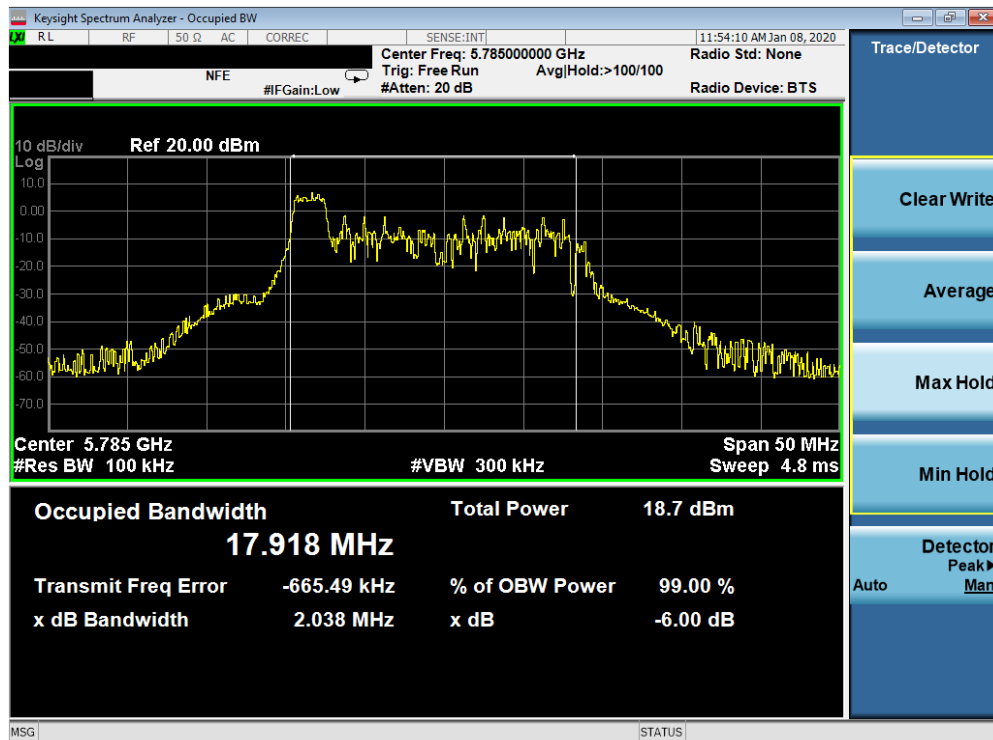 Keysight Spectrum Analyzer - Occupied BW
LXI RL RF 50 Ω AC CORREC SENSE:INT 11:54:10 AM Jan 08, 2020
Center Freq: 5.785000000 GHz Radio Std: None
NFE Trig: Free Run Avg|Hold:>100/100
#IFGain:Low #Atten: 20 dB Radio Device: BTS
10 dB/div Ref 20.00 dBm
Log
10.0
0.00
-10.0
-20.0
-30.0
-40.0
-50.0
-60.0
-70.0
Center 5.785 GHz Span 50 MHz
#Res BW 100 kHz #VBW 300 kHz Sweep 4.8 ms
Occupied Bandwidth Total Power 18.7 dBm
17.918 MHz
Transmit Freq Error -665.49 kHz % of OBW Power 99.00 %
x dB Bandwidth 2.038 MHz x dB -6.00 dB
Trace/Detector
Clear Write
Average
Max Hold
Min Hold
Detector
Peak
Auto Man
MSG STATUS